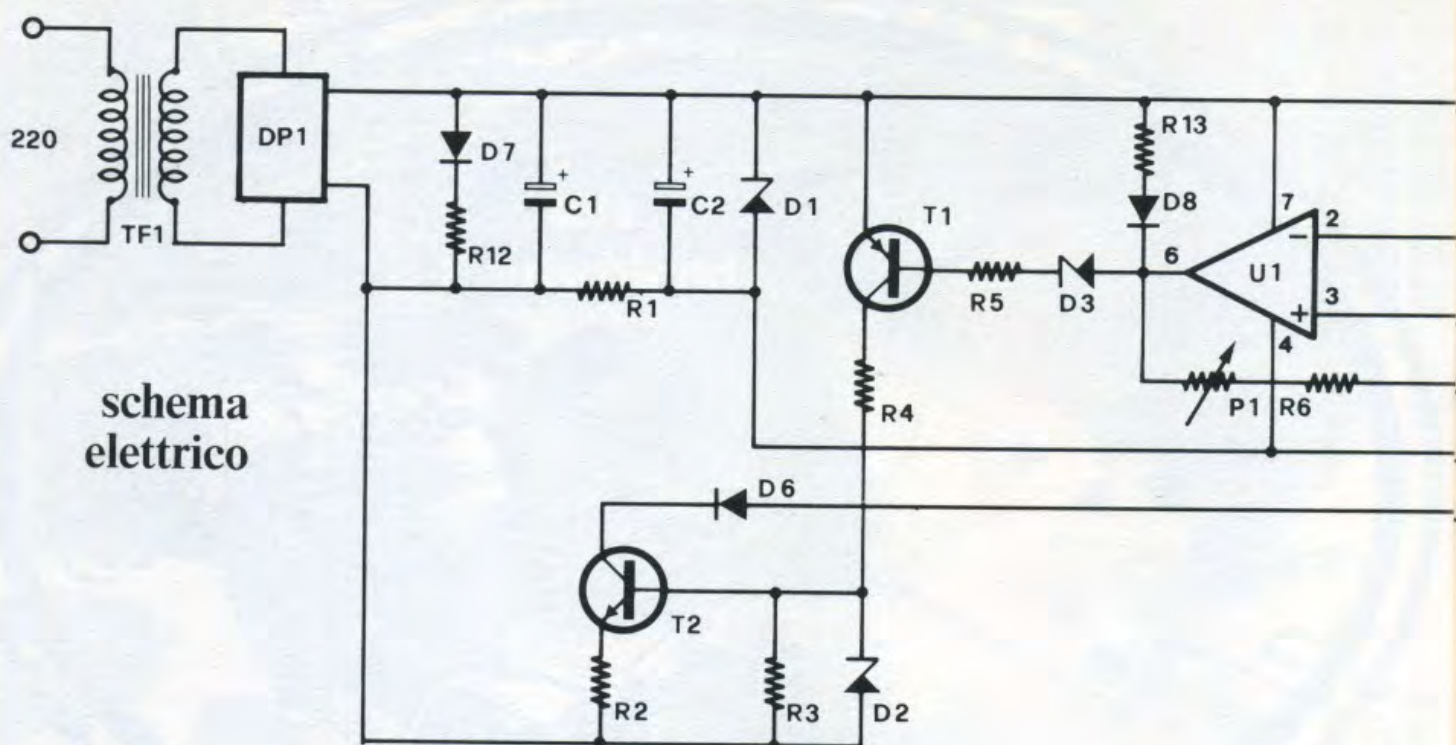 220
TF1
DP1
D7
R12
C1
+
R1
C2
+
D1
T1
R5
D3
R13
D8
6
7
2
-
U1
3
+
4
P1
R6
R4
schema
elettrico
D6
T2
R2
R3
D2